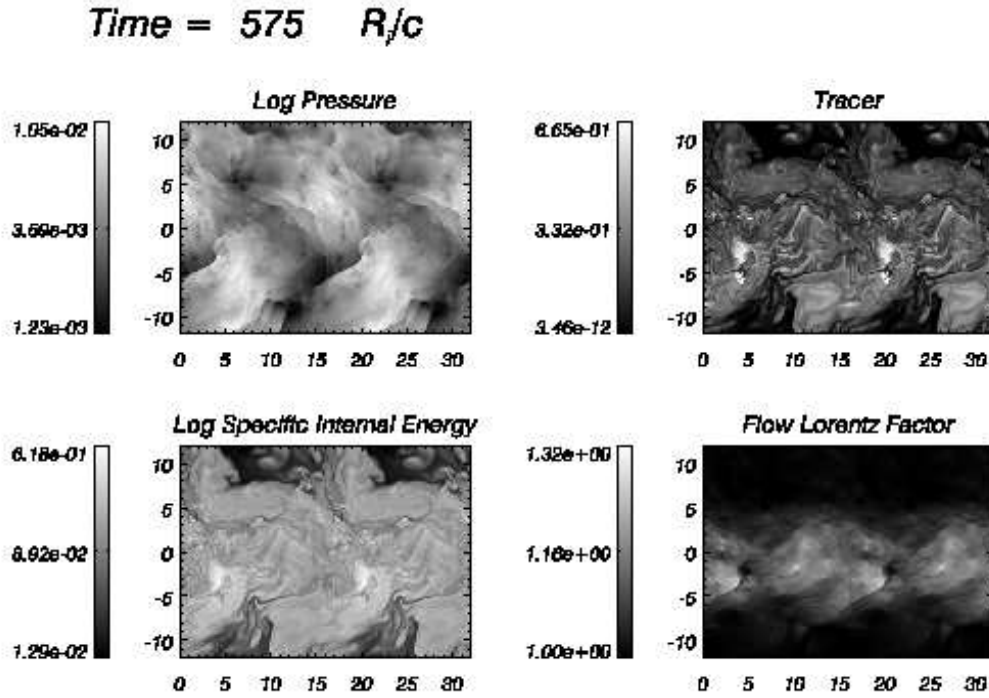 Time = 575 Rj/c
Log Pressure
1.05e-02
3.59e-03
1.23e-03
10
5
0
-5
-10
0 5 10 15 20 25 30
Tracer
6.65e-01
3.32e-01
3.46e-12
10
5
0
-5
-10
0 5 10 15 20 25 30
Log Specific Internal Energy
6.18e-01
8.92e-02
1.29e-02
10
5
0
-5
-10
0 5 10 15 20 25 30
Flow Lorentz Factor
1.32e+00
1.16e+00
1.00e+00
10
5
0
-5
-10
0 5 10 15 20 25 30